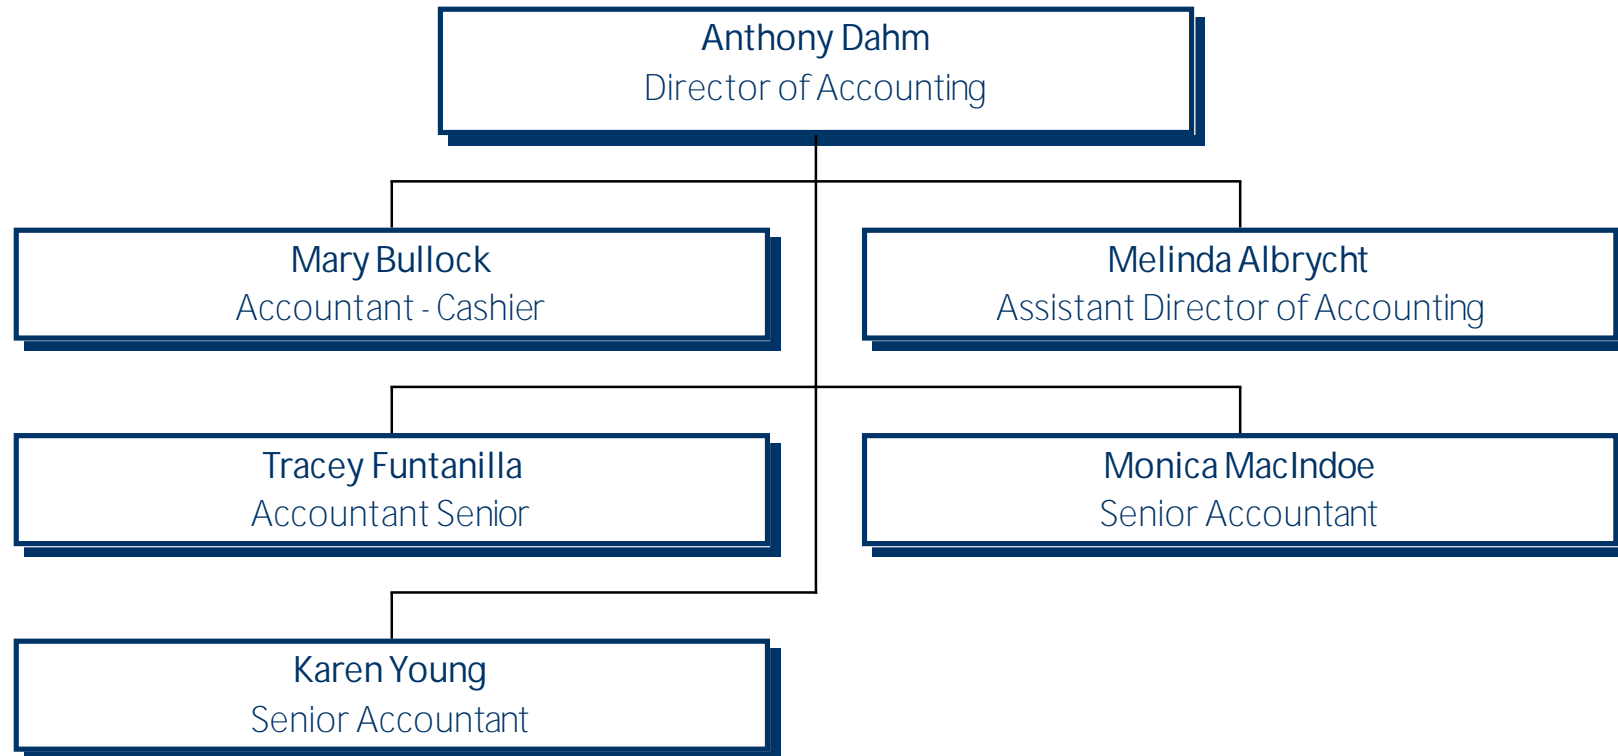 Anthony Dahm
Director of Accounting
Mary Bullock
Accountant - Cashier
Melinda Albrycht
Assistant Director of Accounting
Tracey Funtanilla
Accountant Senior
Monica MacIndoe
Senior Accountant
Karen Young
Senior Accountant